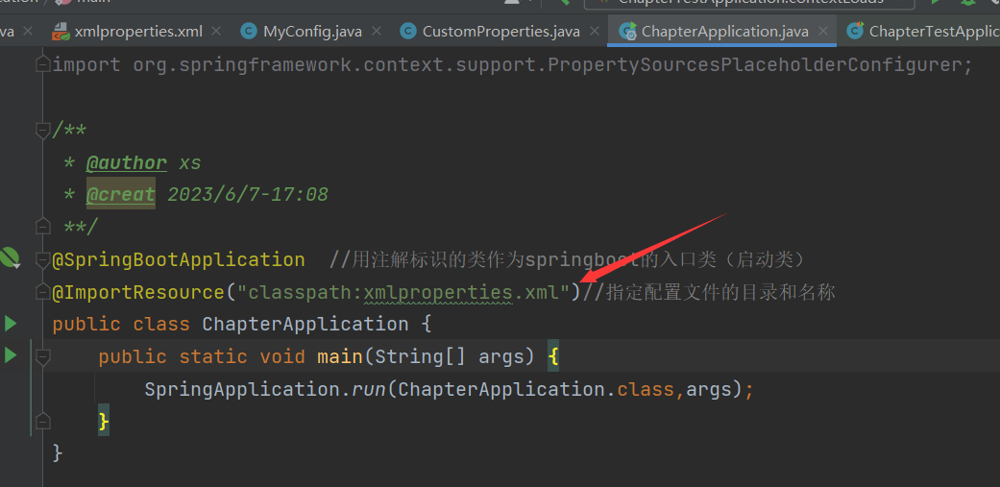 main
ChapterTestApplication.contextLoads
va × xmlproperties.xml × MyConfig.java × CustomProperties.java × ChapterApplication.java × ChapterTestApplic
import org.springframework.context.support.PropertySourcesPlaceholderConfigurer;
/**
* @author xs
* @creat 2023/6/7-17:08
**/
@SpringBootApplication //用注解标识的类作为springboot的入口类（启动类）
@ImportResource("classpath:xmlproperties.xml")//指定配置文件的目录和名称
public class ChapterApplication {
public static void main(String[] args) {
SpringApplication.run(ChapterApplication.class,args);
}
}